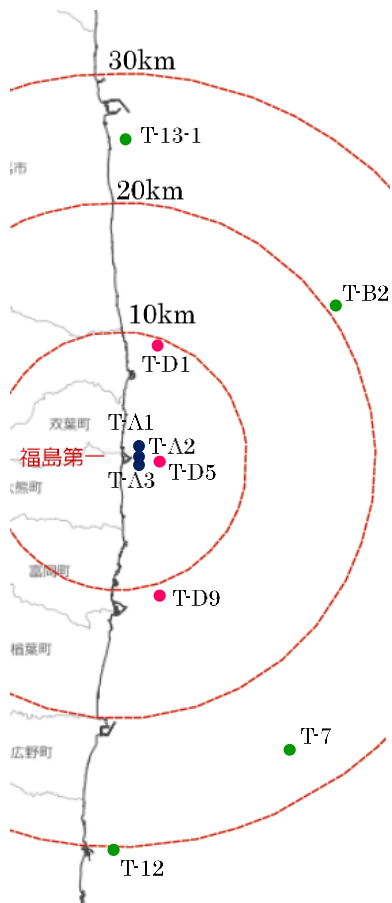 30km
T-13-1
市
20km
T-B2
10km
T-D1
双葉町
T-A1
T-A2
福島第一
T-D5
T-A3
大熊町
富岡町
T-D9
楢葉町
T-7
広野町
T-12